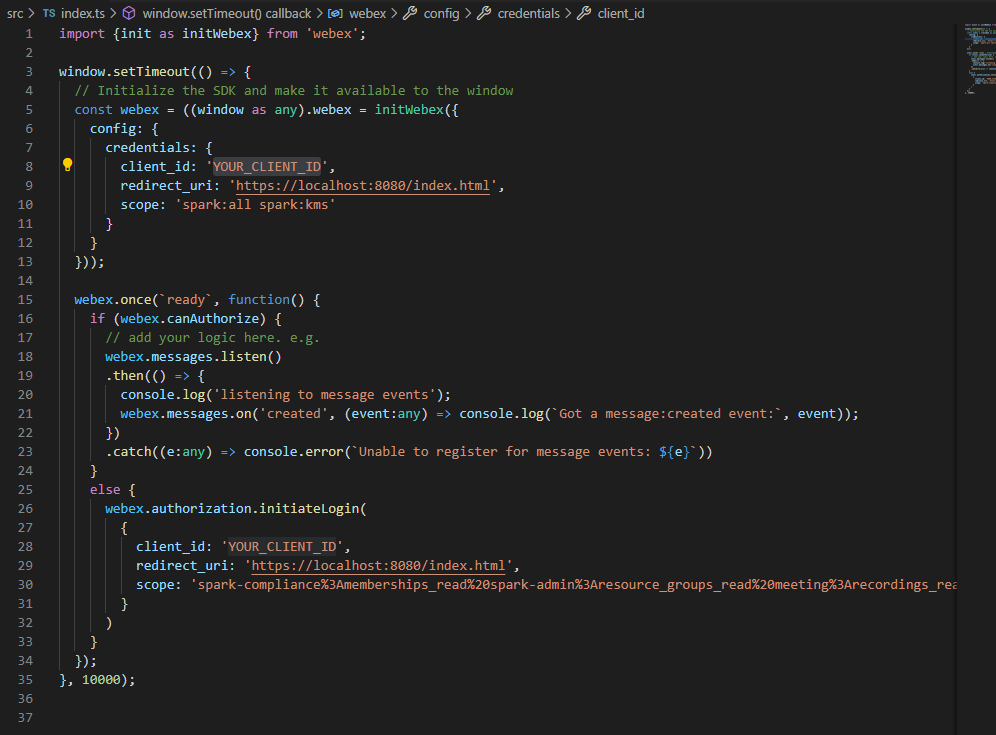 src > TS index.ts > window.setTimeout() callback > webex > config > credentials > client_id
1 import {init as initWebex} from 'webex';
2
3 window.setTimeout(() => {
4   // Initialize the SDK and make it available to the window
5   const webex = ((window as any).webex = initWebex({
6     config: {
7       credentials: {
8         client_id: 'YOUR_CLIENT_ID',
9         redirect_uri: 'https://localhost:8080/index.html',
10         scope: 'spark:all spark:kms'
11       }
12     }
13   }));
14
15   webex.once(`ready`, function() {
16     if (webex.canAuthorize) {
17       // add your logic here. e.g.
18       webex.messages.listen()
19       .then(() => {
20         console.log('listening to message events');
21         webex.messages.on('created', (event:any) => console.log(`Got a message:created event:`, event));
22       })
23       .catch((e:any) => console.error(`Unable to register for message events: ${e}`))
24     }
25     else {
26       webex.authorization.initiateLogin(
27         {
28           client_id: 'YOUR_CLIENT_ID',
29           redirect_uri: 'https://localhost:8080/index.html',
30           scope: 'spark-compliance%3Amemberships_read%20spark-admin%3Aresource_groups_read%20meeting%3Arecordings_rea
31         }
32       )
33     }
34   });
35 }, 10000);
36
37